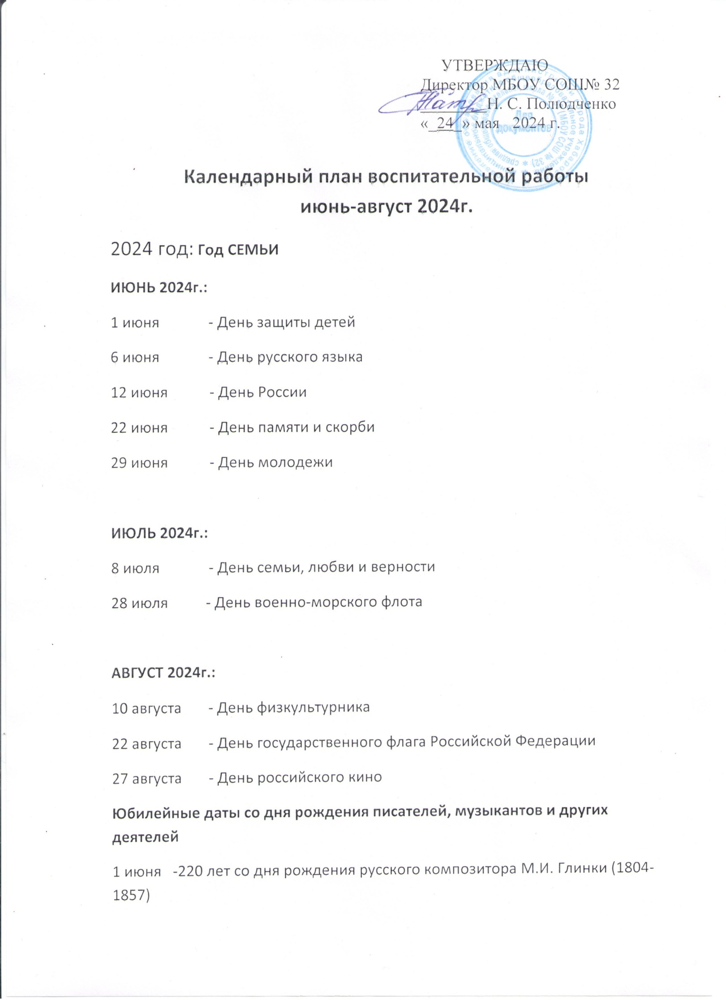 УТВЕРЖДАЮ
Директор МБОУ СОШ№ 32
Н. С. Полюдченко
«_24_» мая 2024 г.
Для
документов
Календарный план воспитательной работы
июнь-август 2024г.
2024 год: Год СЕМЬИ
ИЮНЬ 2024г.:
1 июня - День защиты детей
6 июня - День русского языка
12 июня - День России
22 июня - День памяти и скорби
29 июня - День молодежи
ИЮЛЬ 2024г.:
8 июля - День семьи, любви и верности
28 июля - День военно-морского флота
АВГУСТ 2024г.:
10 августа - День физкультурника
22 августа - День государственного флага Российской Федерации
27 августа - День российского кино
Юбилейные даты со дня рождения писателей, музыкантов и других
деятелей
1 июня -220 лет со дня рождения русского композитора М.И. Глинки (1804-
1857)